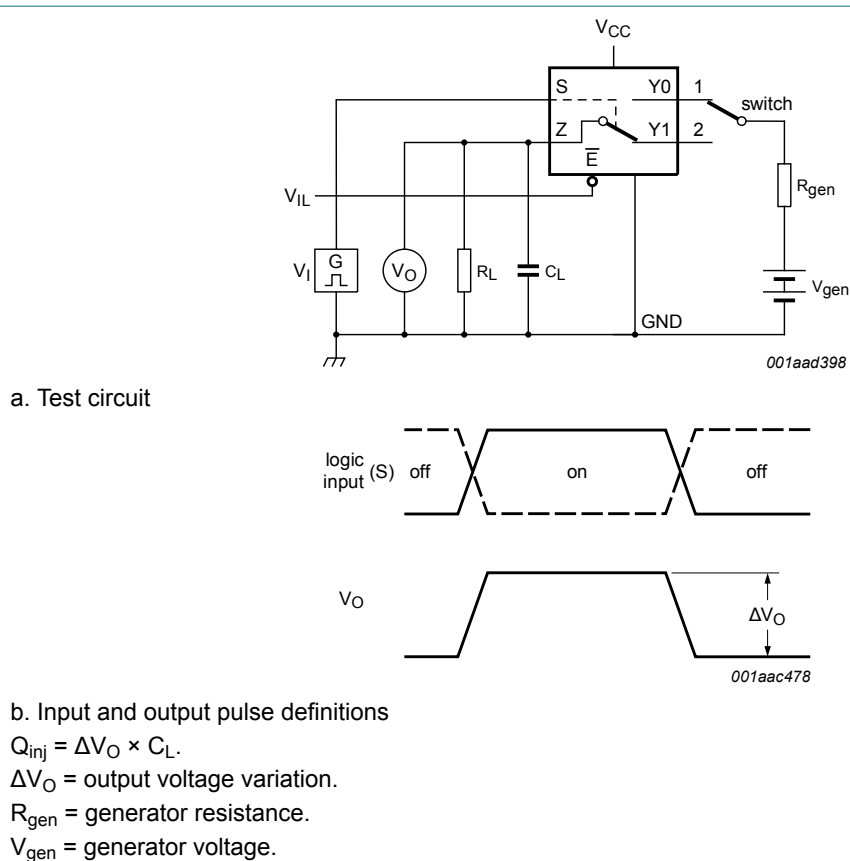 VCC
S Y0 1
switch
Z Y1 2
E
VIL
Rgen
VI G VO RL CL
Vgen
GND
001aad398
a. Test circuit
logic input (S) off on off
VO
ΔVO
001aac478
b. Input and output pulse definitions
Qinj = ΔVO × CL.
ΔVO = output voltage variation.
Rgen = generator resistance.
Vgen = generator voltage.